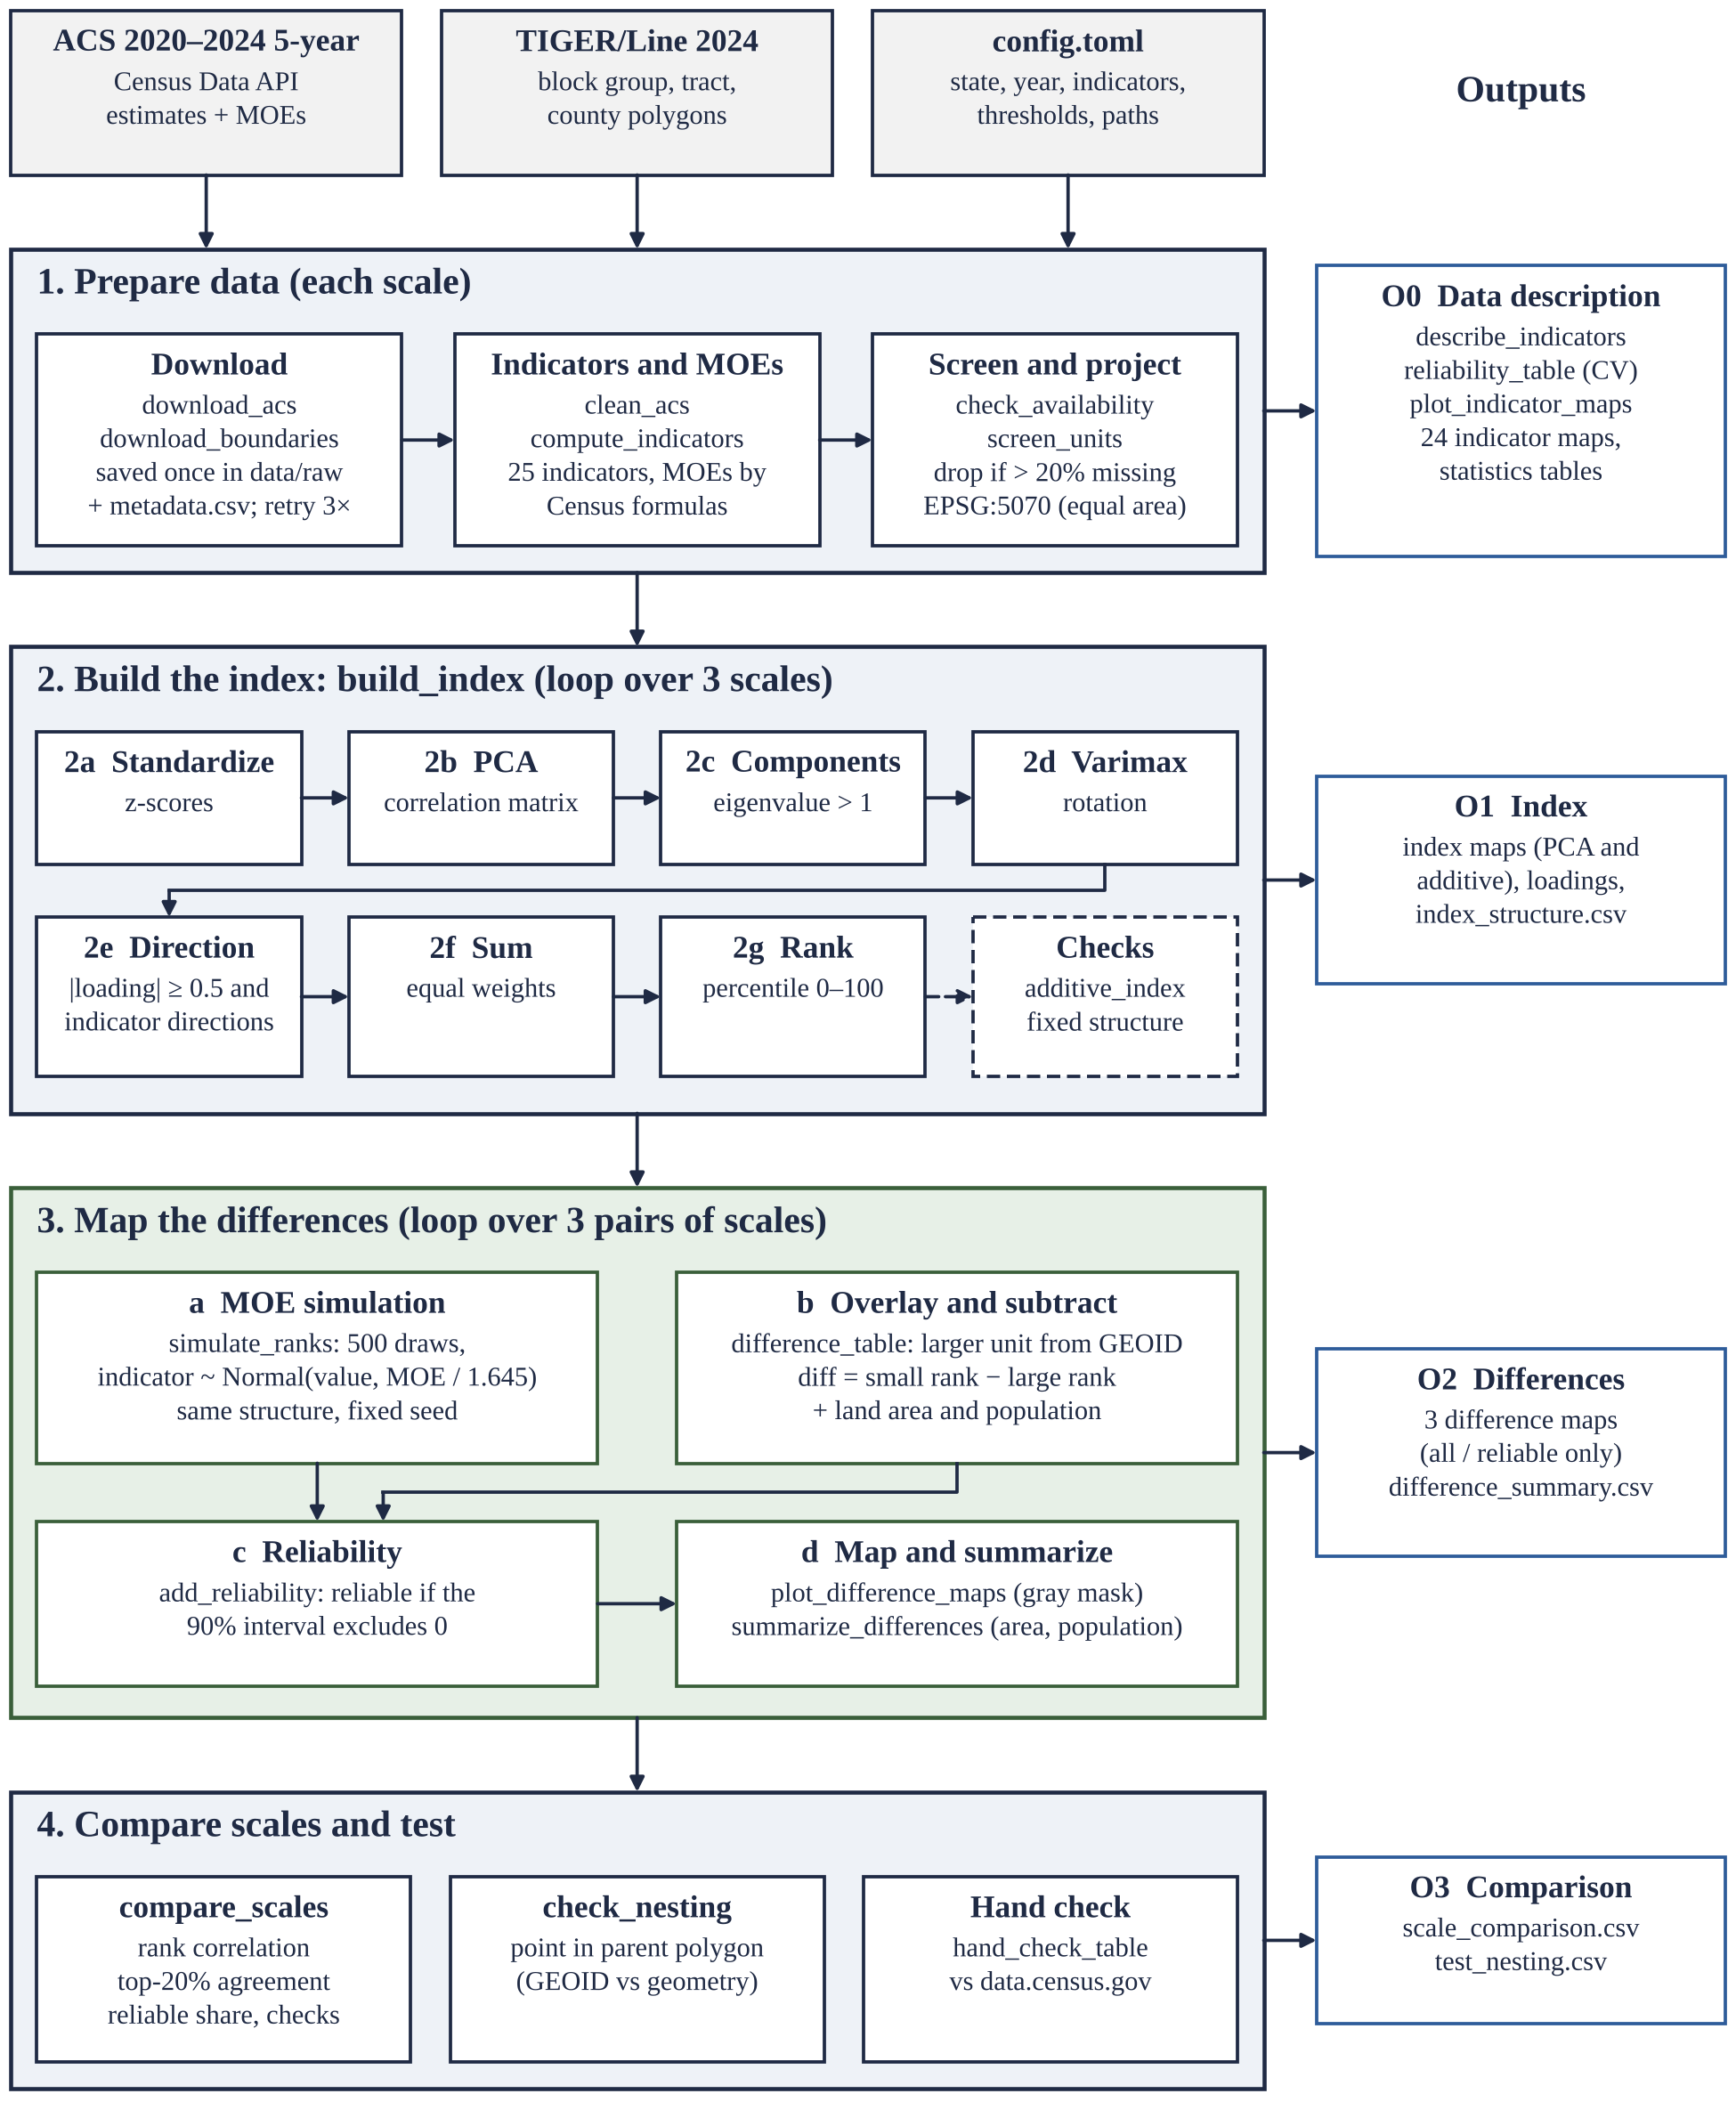 ACS 2020–2024 5-year
Census Data API
estimates + MOEs
TIGER/Line 2024
block group, tract,
county polygons
config.toml
state, year, indicators,
thresholds, paths
Outputs
1. Prepare data (each scale)
Download
download_acs
download_boundaries
saved once in data/raw
+ metadata.csv; retry 3×
Indicators and MOEs
clean_acs
compute_indicators
25 indicators, MOEs by
Census formulas
Screen and project
check_availability
screen_units
drop if > 20% missing
EPSG:5070 (equal area)
O0 Data description
describe_indicators
reliability_table (CV)
plot_indicator_maps
24 indicator maps,
statistics tables
2. Build the index: build_index (loop over 3 scales)
2a Standardize
z-scores
2b PCA
correlation matrix
2c Components
eigenvalue > 1
2d Varimax
rotation
2e Direction
|loading| ≥ 0.5 and
indicator directions
2f Sum
equal weights
2g Rank
percentile 0–100
Checks
additive_index
fixed structure
O1 Index
index maps (PCA and
additive), loadings,
index_structure.csv
3. Map the differences (loop over 3 pairs of scales)
a MOE simulation
simulate_ranks: 500 draws,
indicator ~ Normal(value, MOE / 1.645)
same structure, fixed seed
b Overlay and subtract
difference_table: larger unit from GEOID
diff = small rank − large rank
+ land area and population
c Reliability
add_reliability: reliable if the
90% interval excludes 0
d Map and summarize
plot_difference_maps (gray mask)
summarize_differences (area, population)
O2 Differences
3 difference maps
(all / reliable only)
difference_summary.csv
4. Compare scales and test
compare_scales
rank correlation
top-20% agreement
reliable share, checks
check_nesting
point in parent polygon
(GEOID vs geometry)
Hand check
hand_check_table
vs data.census.gov
O3 Comparison
scale_comparison.csv
test_nesting.csv